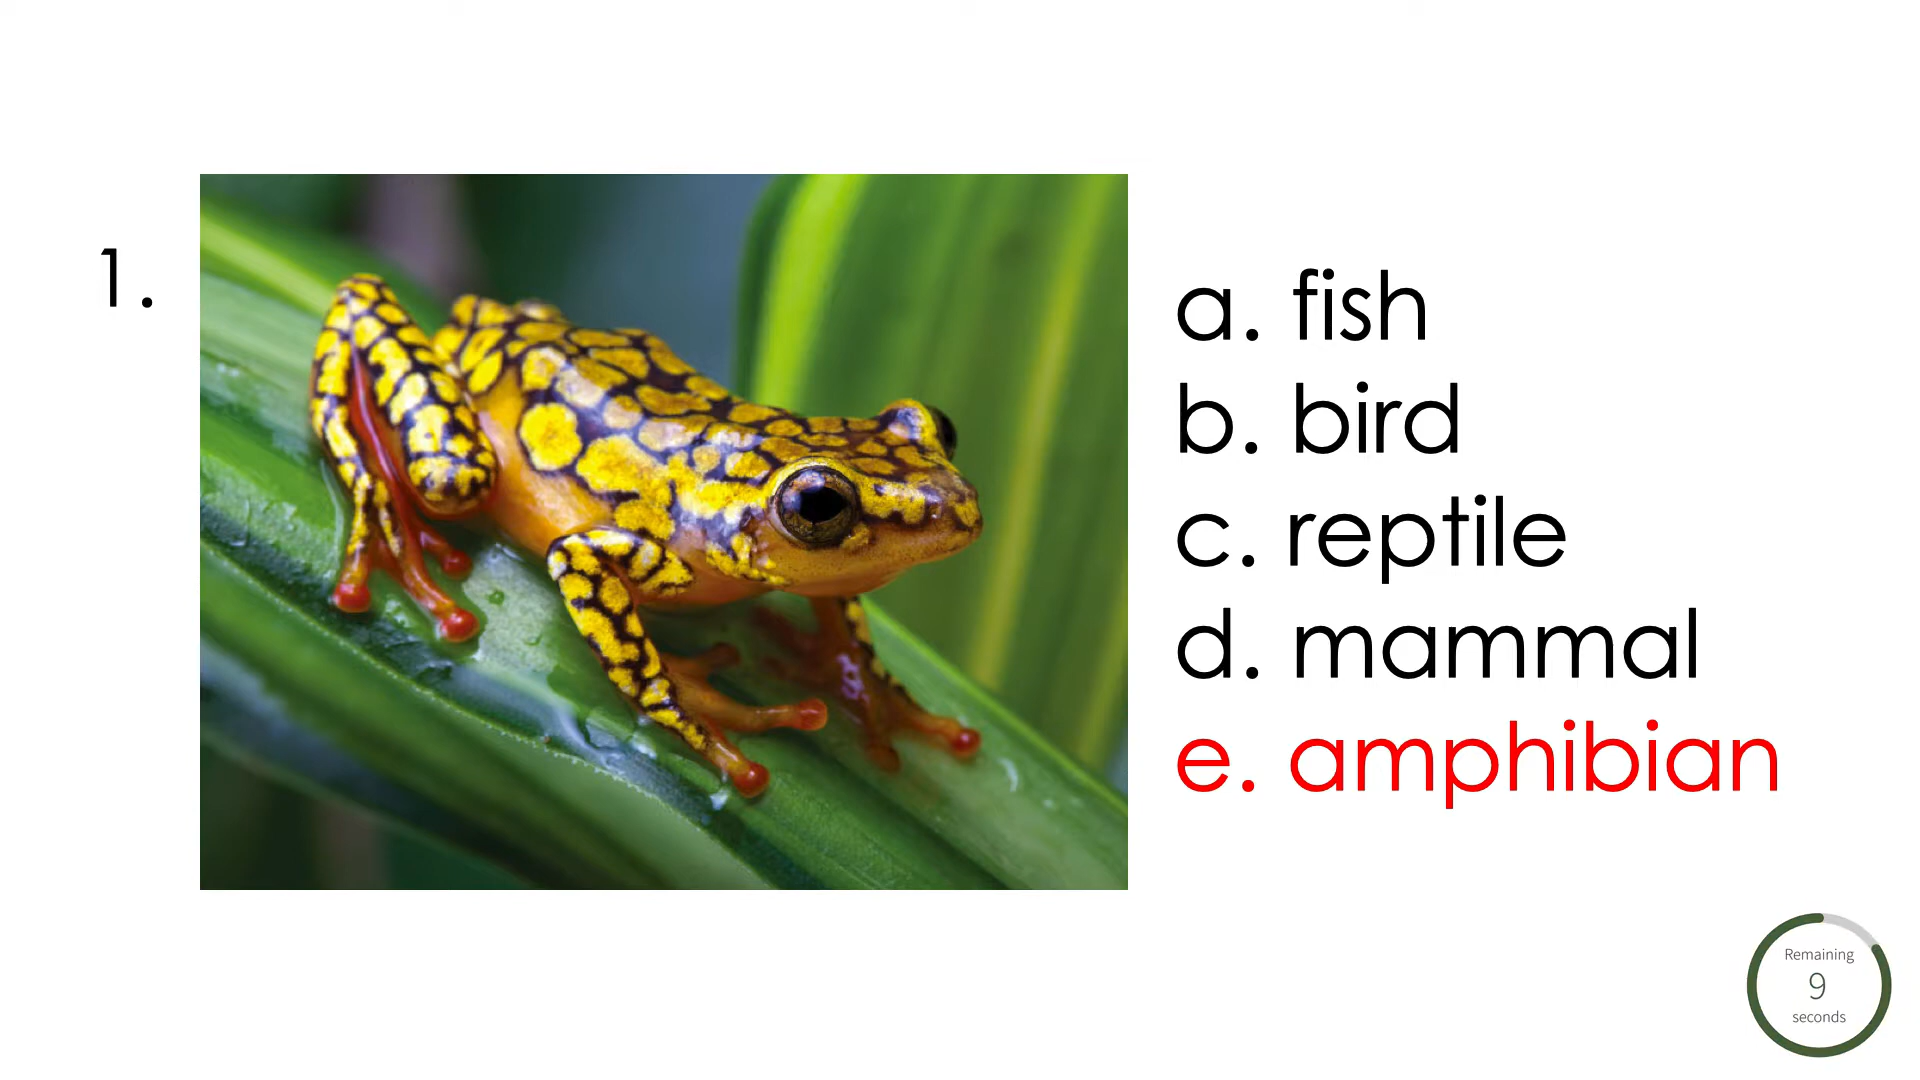 1.
a. fish
b. bird
c. reptile
d. mammal
e. amphibian
Remaining
9
seconds